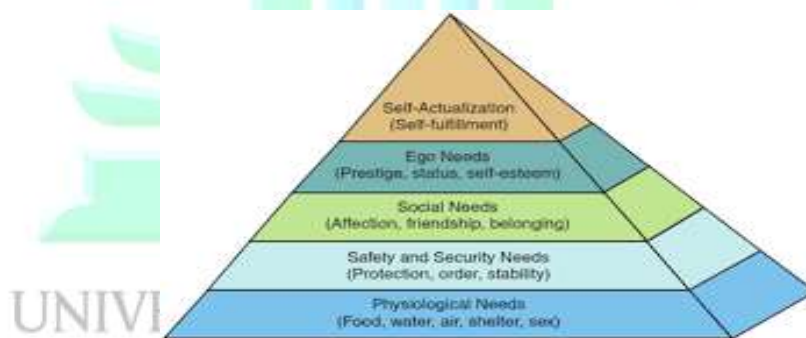 Self-Actualization
(Self-fulfillment)
Ego Needs
(Prestige, status, self-esteem)
Social Needs
(Affection, friendship, belonging)
Safety and Security Needs
(Protection, order, stability)
Physiological Needs
(Food, water, air, shelter, sex)
UNIV